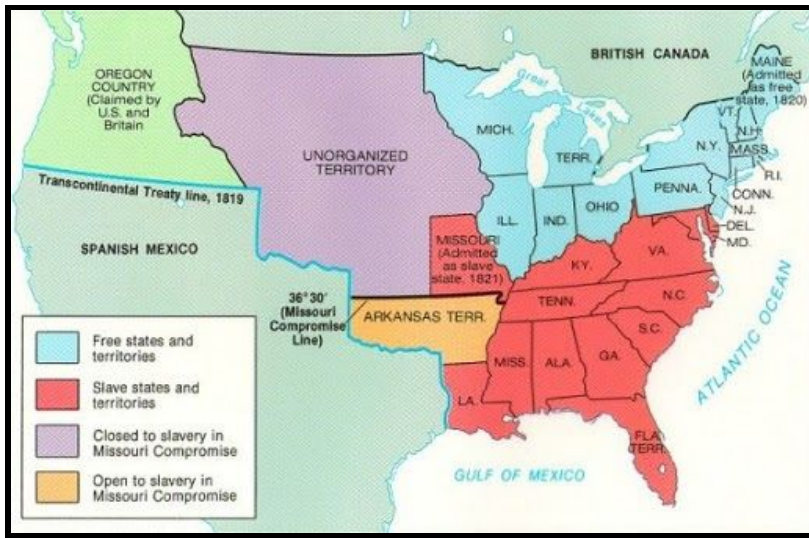 BRITISH CANADA
OREGON
COUNTRY
(Claimed by
U.S. and
Britain
MAINE
(Admitted
as free
state, 1820)
Great
Lakes
VT.
N.H.
MICH.
TERR.
N.Y.
MASS.
R.I.
CONN.
N.J.
UNORGANIZED
TERRITORY
PENNA.
Transcontinental Treaty line, 1819
ILL.
IND.
OHIO
DEL.
MD.
SPANISH MEXICO
MISSOURI
(Admitted
as slave
state, 1821)
KY.
VA.
36°30′
(Missouri
Compromise
Line)
ARKANSAS TERR.
TENN.
N.C.
S.C.
MISS.
ALA.
GA.
LA.
FLA.
TERR.
ATLANTIC OCEAN
GULF OF MEXICO
Free states and
territories
Slave states and
territories
Closed to slavery in
Missouri Compromise
Open to slavery in
Missouri Compromise